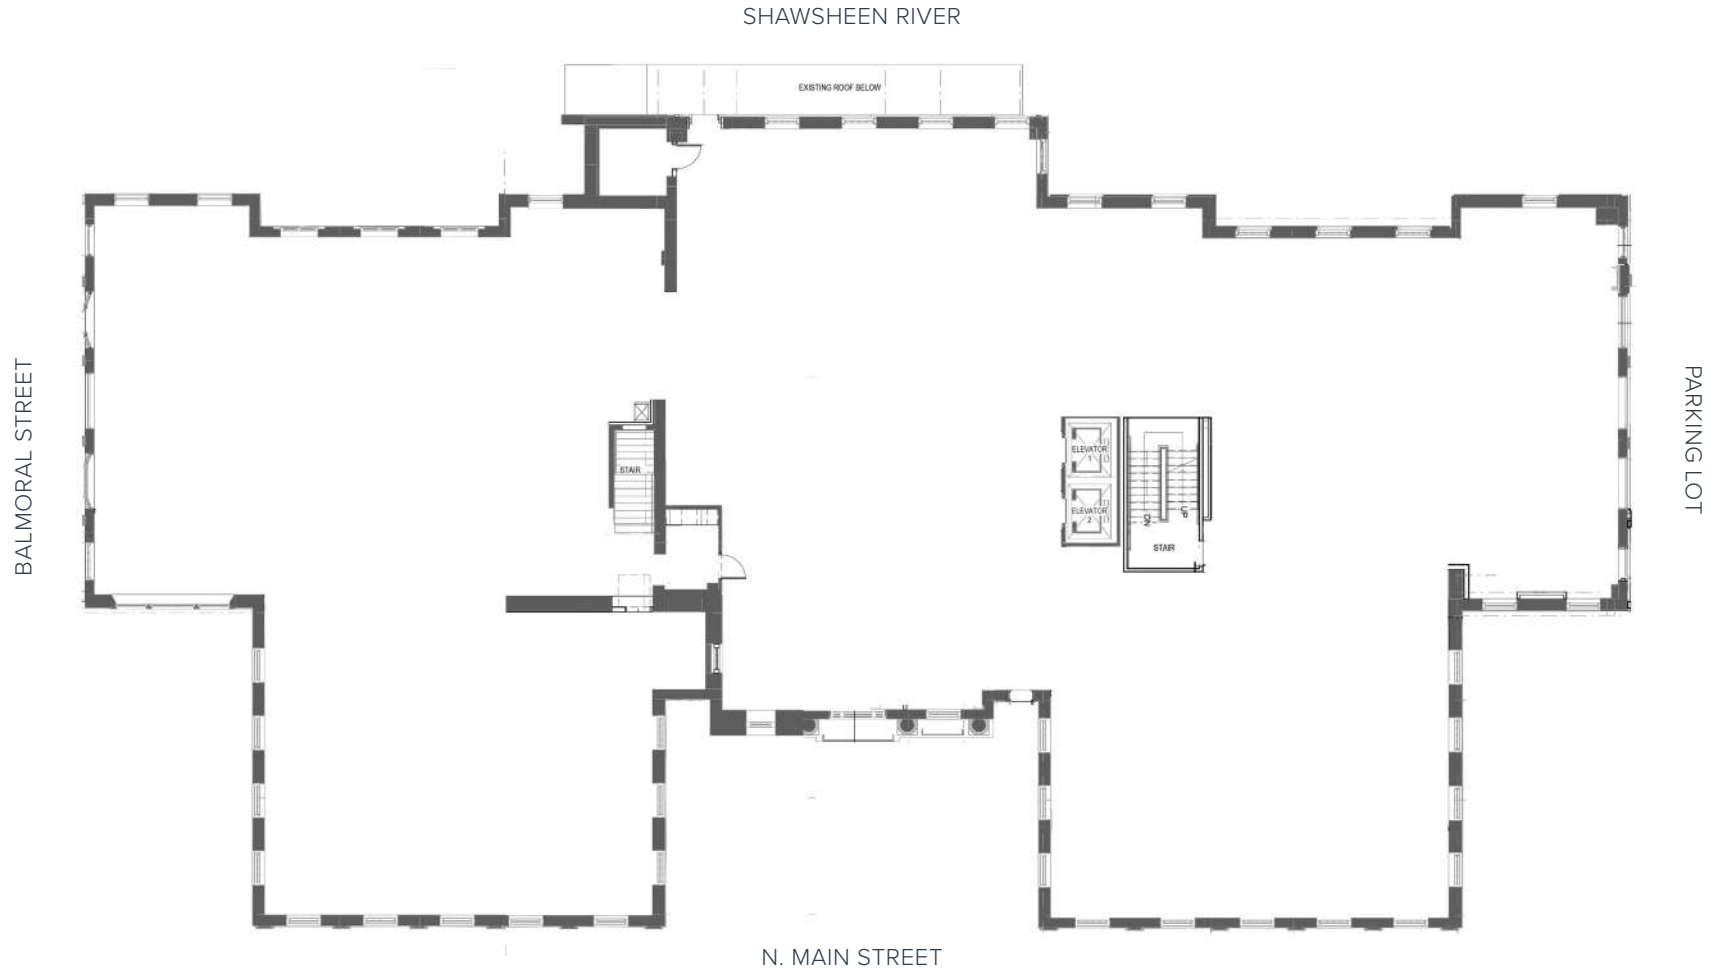 SHAWSHEEN RIVER
EXISTING ROOF BELOW
BALMORAL STREET
PARKING LOT
STAIR
ELEVATOR
1
ELEVATOR
2
DN
UP
STAIR
N. MAIN STREET